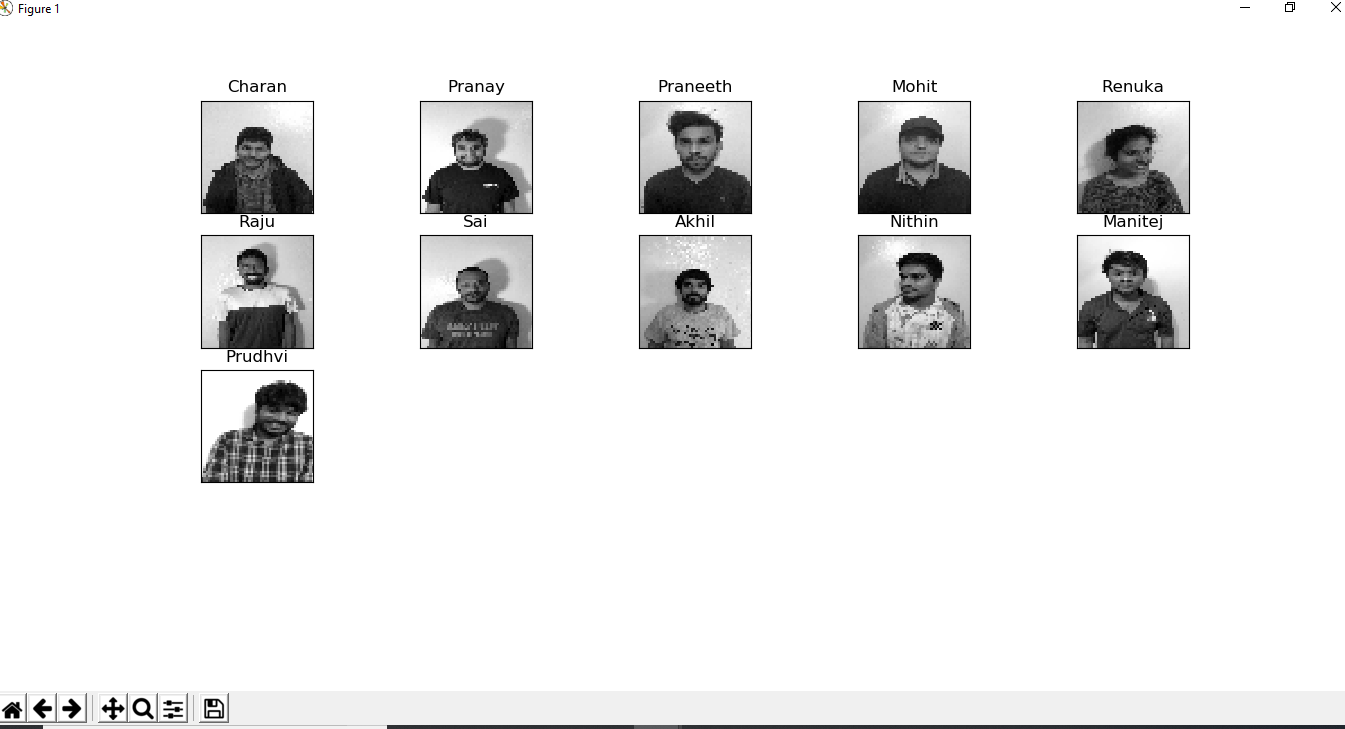 Figure 1
Charan Pranay Praneeth Mohit Renuka
Raju Sai Akhil Nithin Manitej
Prudhvi